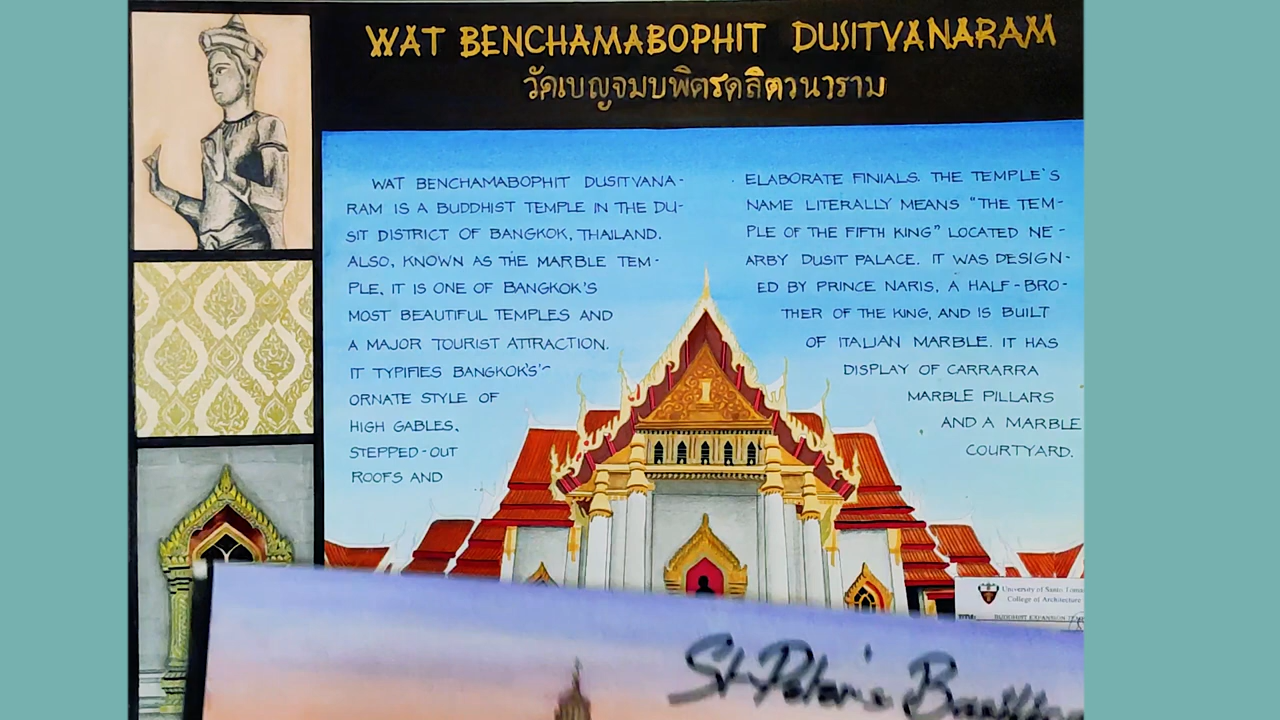 WAT BENCHAMABOPHIT DUSITVANARAM
วัดเบญจมบพิตรดุสิตวนาราม
WAT BENCHAMABOPHIT DUSITVANA-
RAM IS A BUDDHIST TEMPLE IN THE DU-
SIT DISTRICT OF BANGKOK, THAILAND.
ALSO, KNOWN AS THE MARBLE TEM-
PLE, IT IS ONE OF BANGKOK'S
MOST BEAUTIFUL TEMPLES AND
A MAJOR TOURIST ATTRACTION.
IT TYPIFIES BANGKOK'S'
ORNATE STYLE OF
HIGH GABLES,
STEPPED-OUT
ROOFS AND
ELABORATE FINIALS. THE TEMPLE'S
NAME LITERALLY MEANS "THE TEM-
PLE OF THE FIFTH KING" LOCATED NE-
ARBY DUSIT PALACE. IT WAS DESIGN-
ED BY PRINCE NARIS, A HALF-BRO-
THER OF THE KING, AND IS BUILT
OF ITALIAN MARBLE. IT HAS
DISPLAY OF CARRARRA
MARBLE PILLARS
AND A MARBLE
COURTYARD.
University of Santo Tomas
College of Architecture
BUDDHIST EXPANSION
St. Peter's